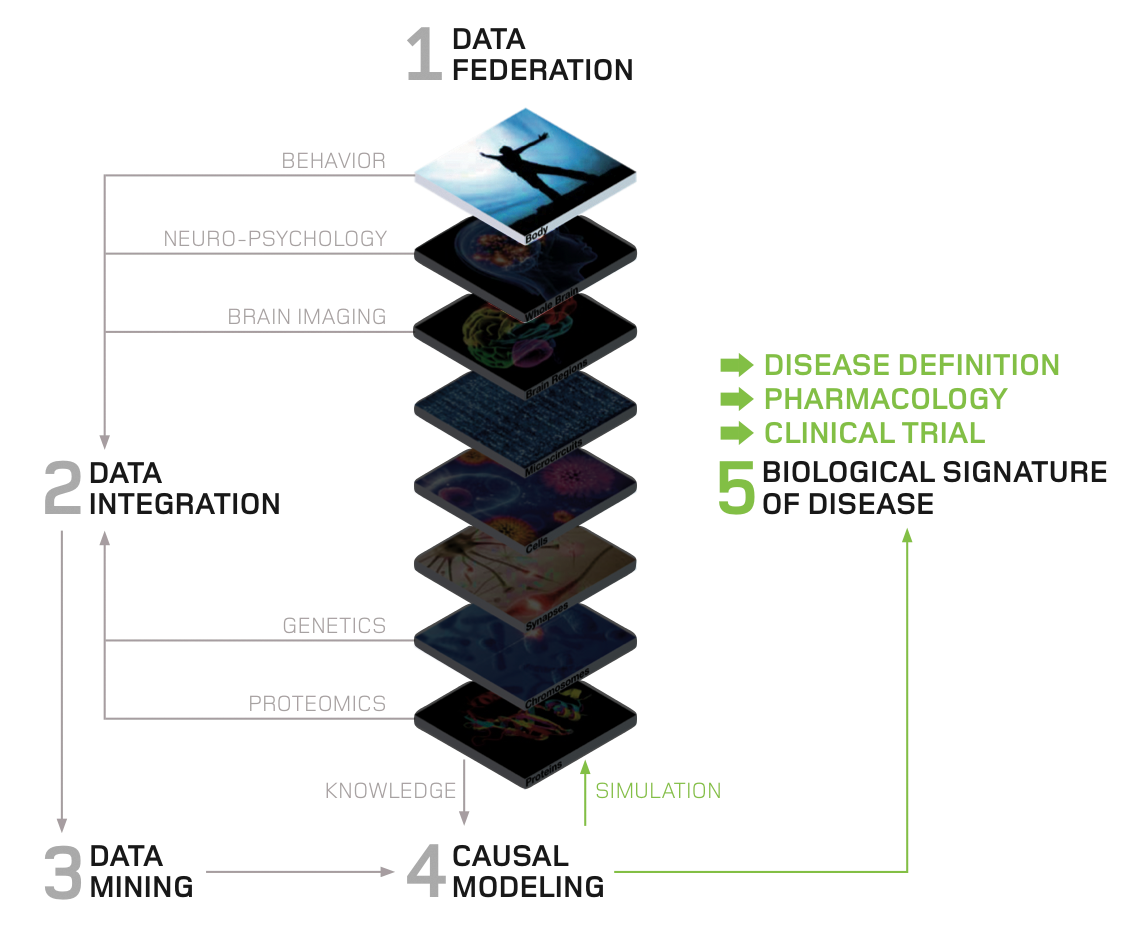 1 DATA
FEDERATION
BEHAVIOR
Body
NEURO-PSYCHOLOGY
Whole Brain
BRAIN IMAGING
Brain Regions
Microcircuits
DISEASE DEFINITION
PHARMACOLOGY
CLINICAL TRIAL
2 DATA
INTEGRATION
5 BIOLOGICAL SIGNATURE
OF DISEASE
Cells
Synapses
GENETICS
Chromosomes
PROTEOMICS
Proteins
KNOWLEDGE
SIMULATION
3 DATA
MINING
4 CAUSAL
MODELING